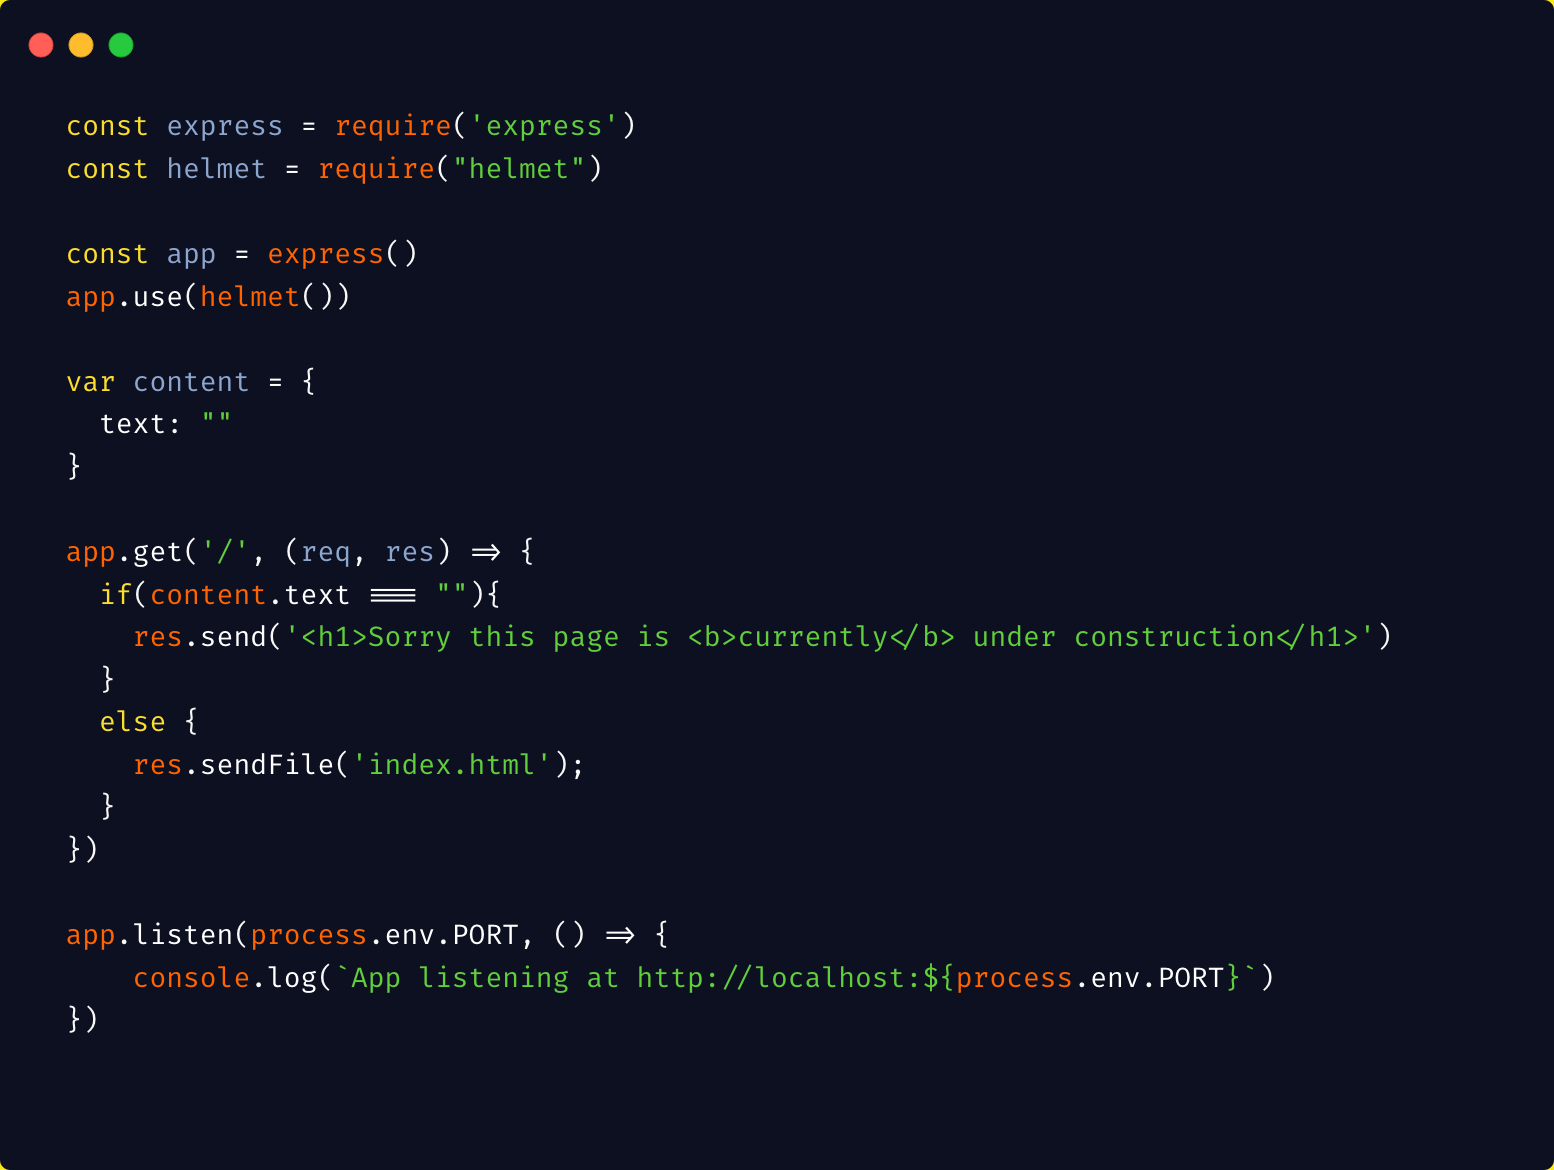 const express = require('express')
const helmet = require("helmet")

const app = express()
app.use(helmet())

var content = {
  text: ""
}

app.get('/', (req, res) => {
  if(content.text === ""){
    res.send('<h1>Sorry this page is <b>currently</b> under construction</h1>')
  }
  else {
    res.sendFile('index.html');
  }
})

app.listen(process.env.PORT, () => {
    console.log(`App listening at http://localhost:${process.env.PORT}`)
})